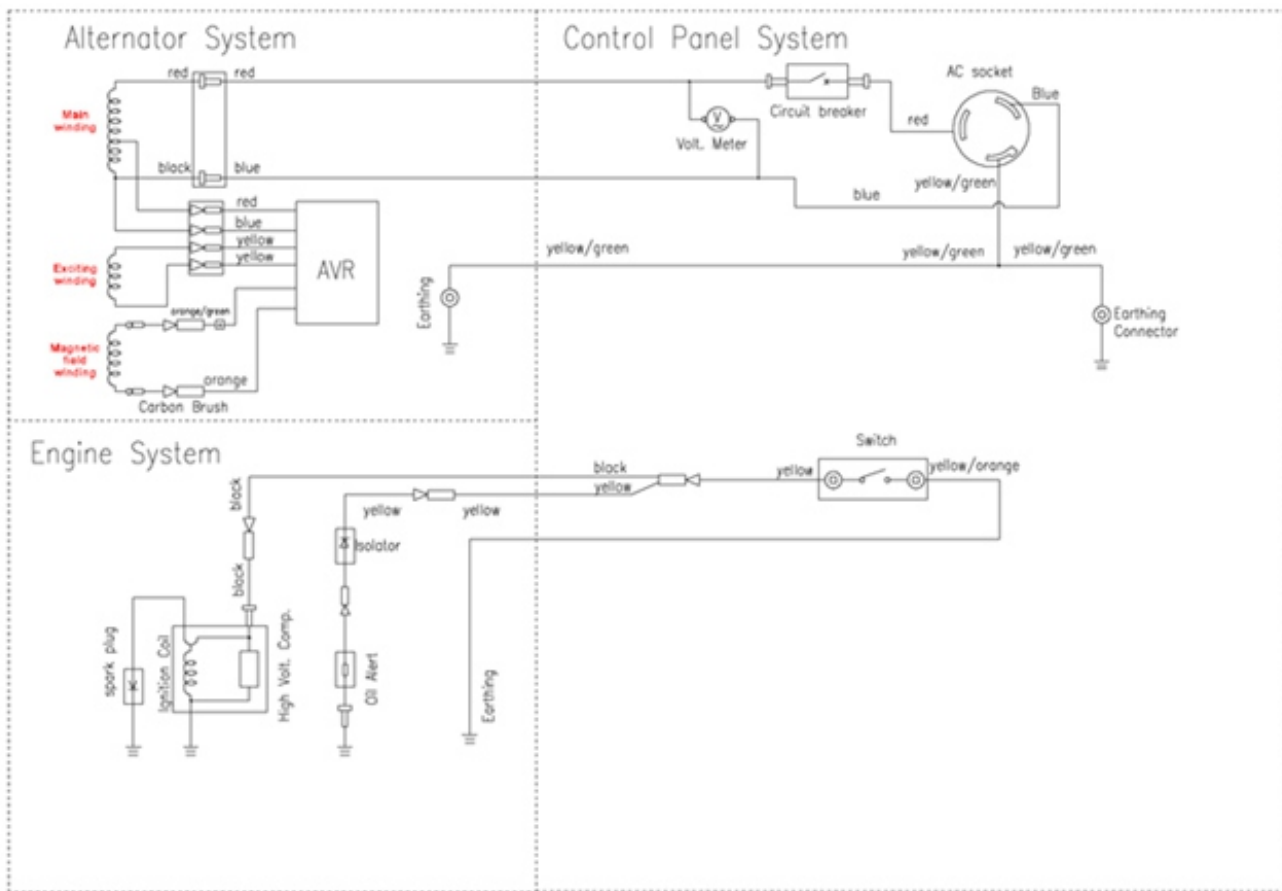 Alternator System
Control Panel System
red
red
Main
winding
black
blue
red
blue
yellow
yellow
AVR
Exciting
winding
orange/green
Magnetic
field
winding
orange
Carbon Brush
Earthing
V
Volt. Meter
Circuit breaker
red
AC socket
Blue
yellow/green
blue
yellow/green
yellow/green
yellow/green
Earthing
Connector
Engine System
black
yellow
black
yellow
yellow
Isolator
black
spark plug
Ignition Coil
High Volt. Comp.
Oil Alert
Earthing
Switch
yellow
yellow/orange